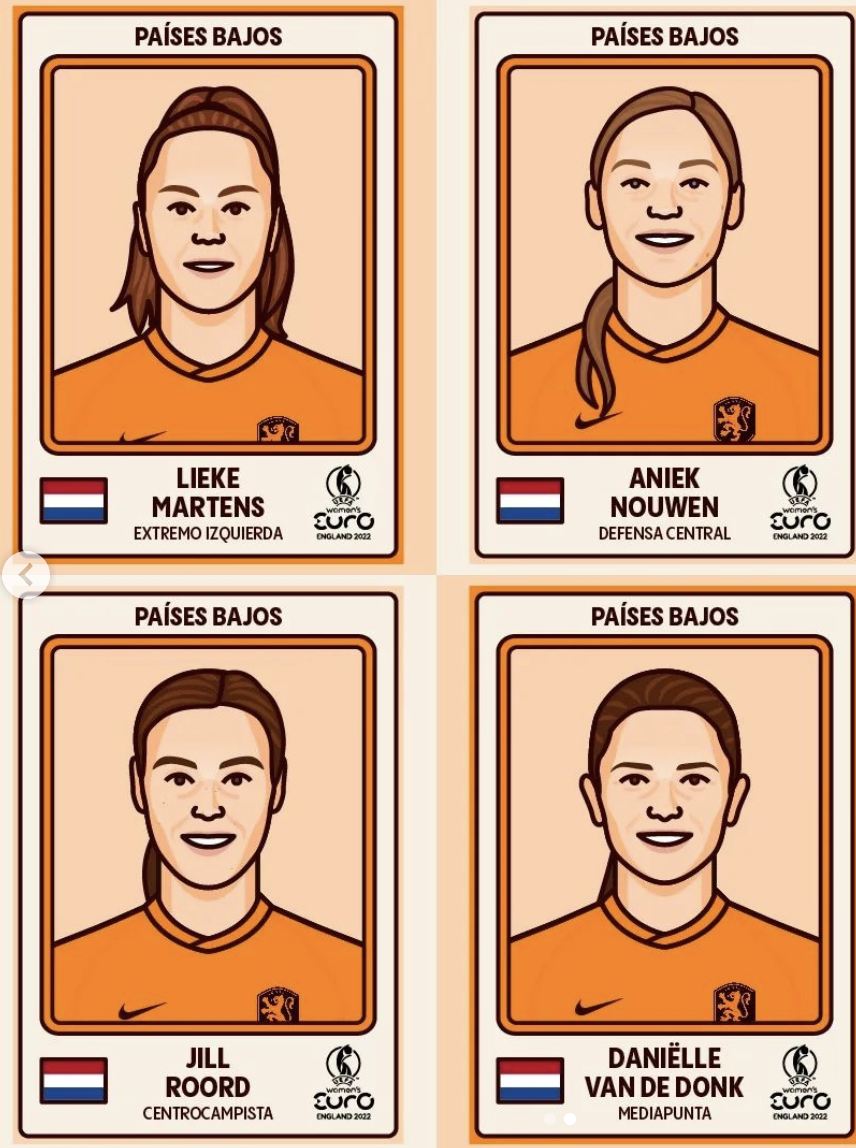 PAÍSES BAJOS
LIEKE
MARTENS
EXTREMO IZQUIERDA
UEFA
women's
EURO
ENGLAND 2022
PAÍSES BAJOS
ANIEK
NOUWEN
DEFENSA CENTRAL
UEFA
women's
EURO
ENGLAND 2022
PAÍSES BAJOS
JILL
ROORD
CENTROCAMPISTA
UEFA
women's
EURO
ENGLAND 2022
PAÍSES BAJOS
DANIËLLE
VAN DE DONK
MEDIAPUNTA
UEFA
women's
EURO
ENGLAND 2022